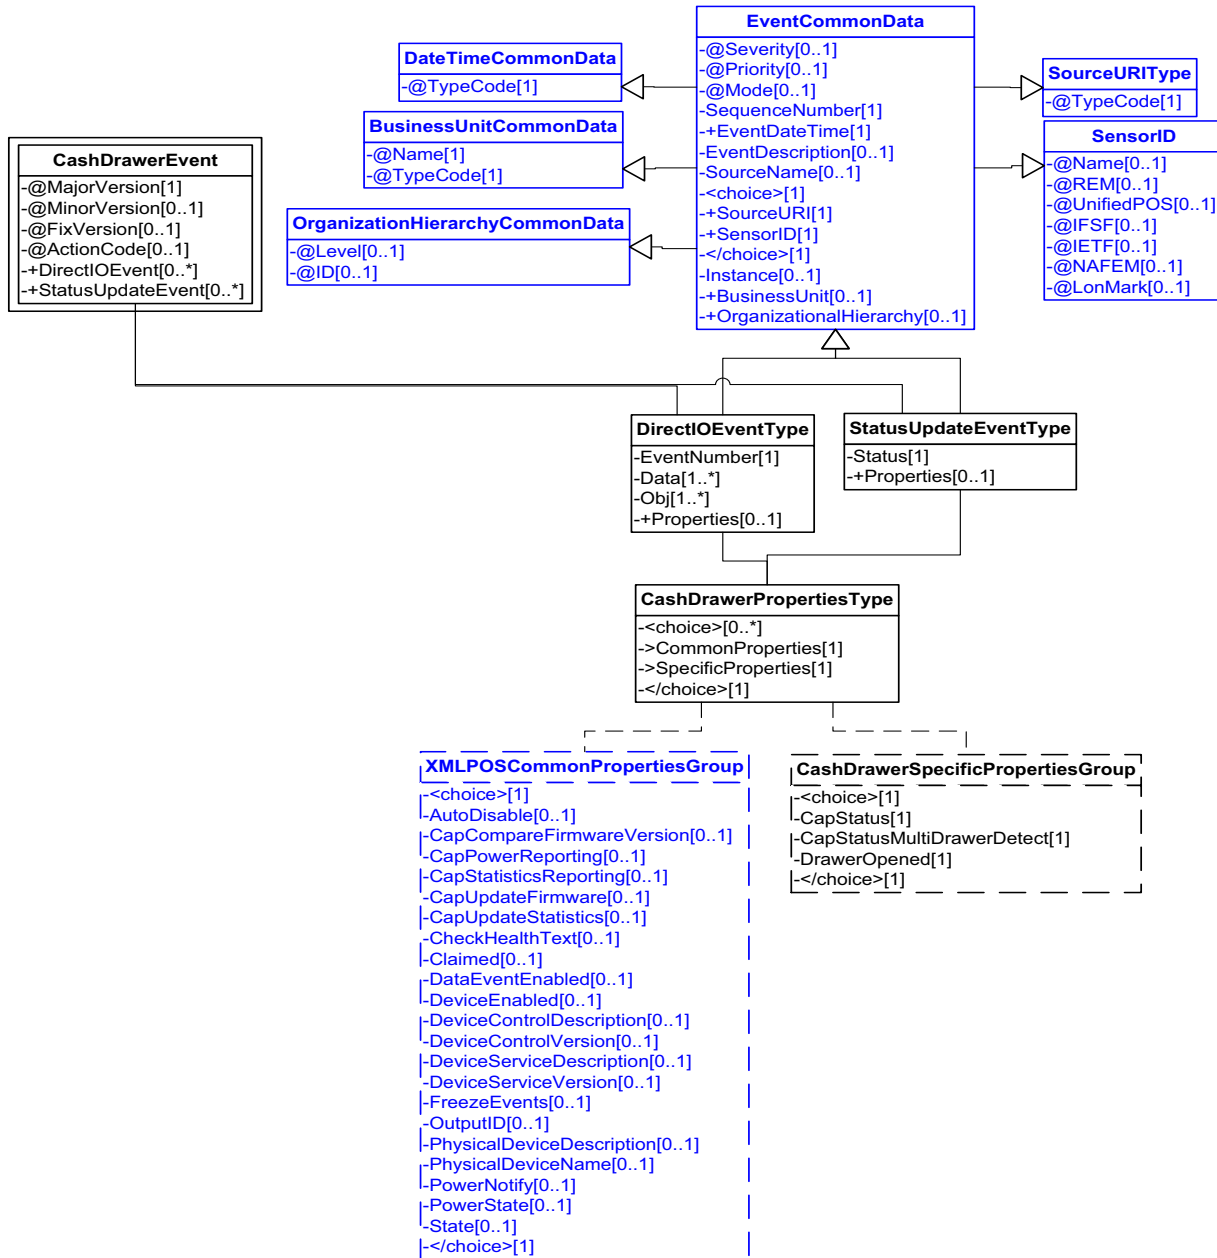 EventCommonData
-@Severity[0..1]
-@Priority[0..1]
-@Mode[0..1]
-SequenceNumber[1]
-+EventDateTime[1]
-EventDescription[0..1]
-SourceName[0..1]
-<choice>[1]
-+SourceURI[1]
-+SensorID[1]
-</choice>[1]
-Instance[0..1]
-+BusinessUnit[0..1]
-+OrganizationalHierarchy[0..1]
DateTimeCommonData
-@TypeCode[1]
BusinessUnitCommonData
-@Name[1]
-@TypeCode[1]
OrganizationHierarchyCommonData
-@Level[0..1]
-@ID[0..1]
SourceURIType
-@TypeCode[1]
SensorID
-@Name[0..1]
-@REM[0..1]
-@UnifiedPOS[0..1]
-@IFSF[0..1]
-@IETF[0..1]
-@NAFEM[0..1]
-@LonMark[0..1]
CashDrawerEvent
-@MajorVersion[1]
-@MinorVersion[0..1]
-@FixVersion[0..1]
-@ActionCode[0..1]
-+DirectIOEvent[0..*]
-+StatusUpdateEvent[0..*]
DirectIOEventType
-EventNumber[1]
-Data[1..*]
-Obj[1..*]
-+Properties[0..1]
StatusUpdateEventType
-Status[1]
-+Properties[0..1]
CashDrawerPropertiesType
-<choice>[0..*]
->CommonProperties[1]
->SpecificProperties[1]
-</choice>[1]
XMLPOSCommonPropertiesGroup
-<choice>[1]
-AutoDisable[0..1]
-CapCompareFirmwareVersion[0..1]
-CapPowerReporting[0..1]
-CapStatisticsReporting[0..1]
-CapUpdateFirmware[0..1]
-CapUpdateStatistics[0..1]
-CheckHealthText[0..1]
-Claimed[0..1]
-DataEventEnabled[0..1]
-DeviceEnabled[0..1]
-DeviceControlDescription[0..1]
-DeviceControlVersion[0..1]
-DeviceServiceDescription[0..1]
-DeviceServiceVersion[0..1]
-FreezeEvents[0..1]
-OutputID[0..1]
-PhysicalDeviceDescription[0..1]
-PhysicalDeviceName[0..1]
-PowerNotify[0..1]
-PowerState[0..1]
-State[0..1]
-</choice>[1]
CashDrawerSpecificPropertiesGroup
-<choice>[1]
-CapStatus[1]
-CapStatusMultiDrawerDetect[1]
-DrawerOpened[1]
-</choice>[1]